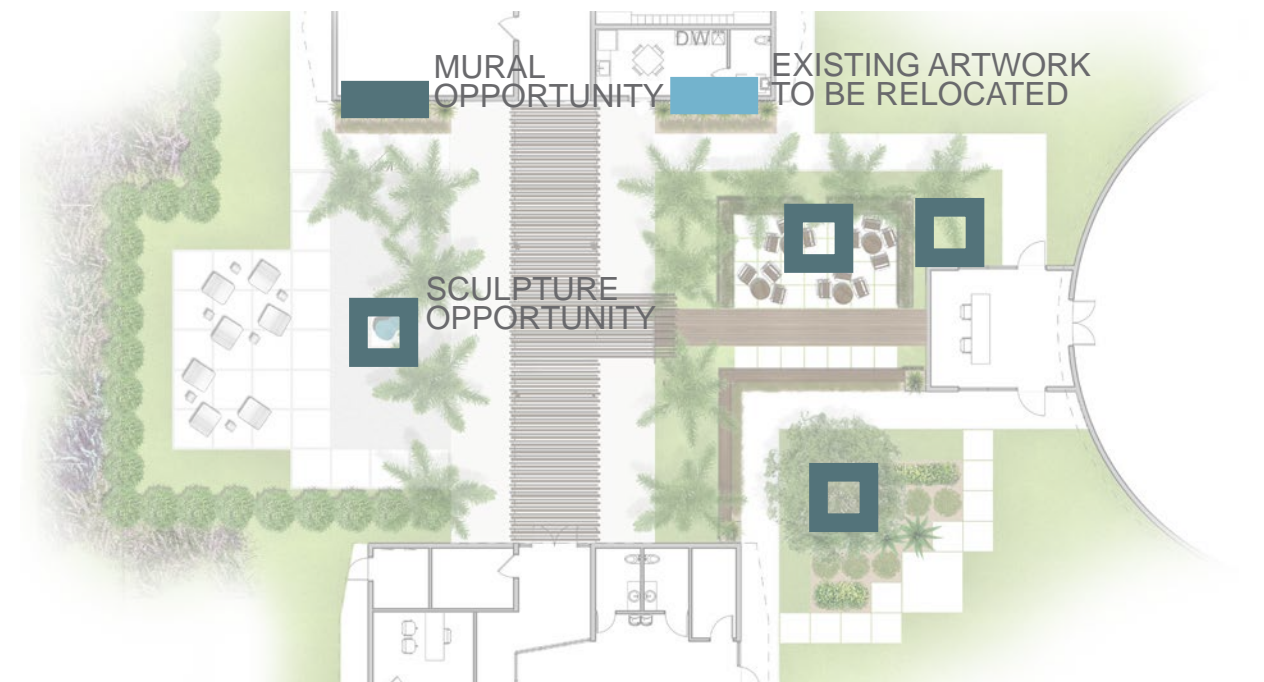 MURAL
OPPORTUNITY
EXISTING ARTWORK
TO BE RELOCATED
DW
SCULPTURE
OPPORTUNITY